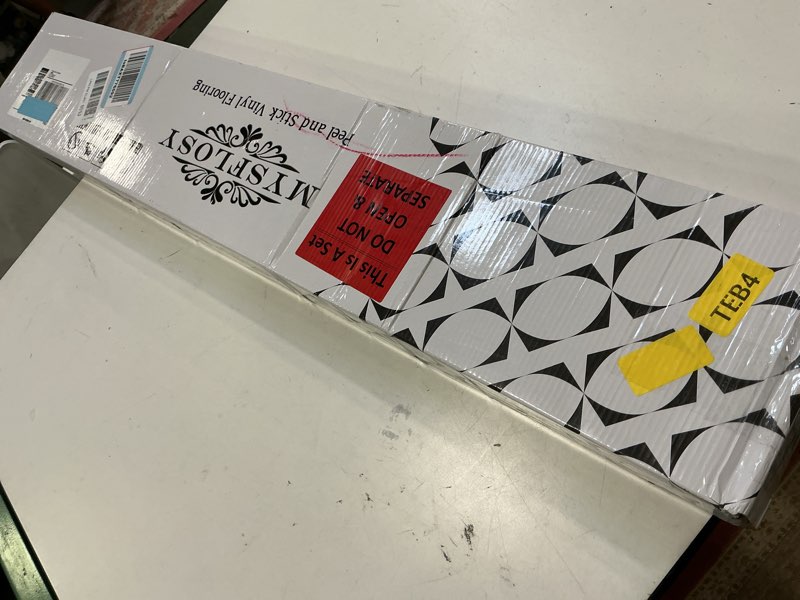 Peel and Stick Vinyl Flooring
MYSFLOSY
This Is A Set
DO NOT
OPEN &
SEPARATE
TEB4